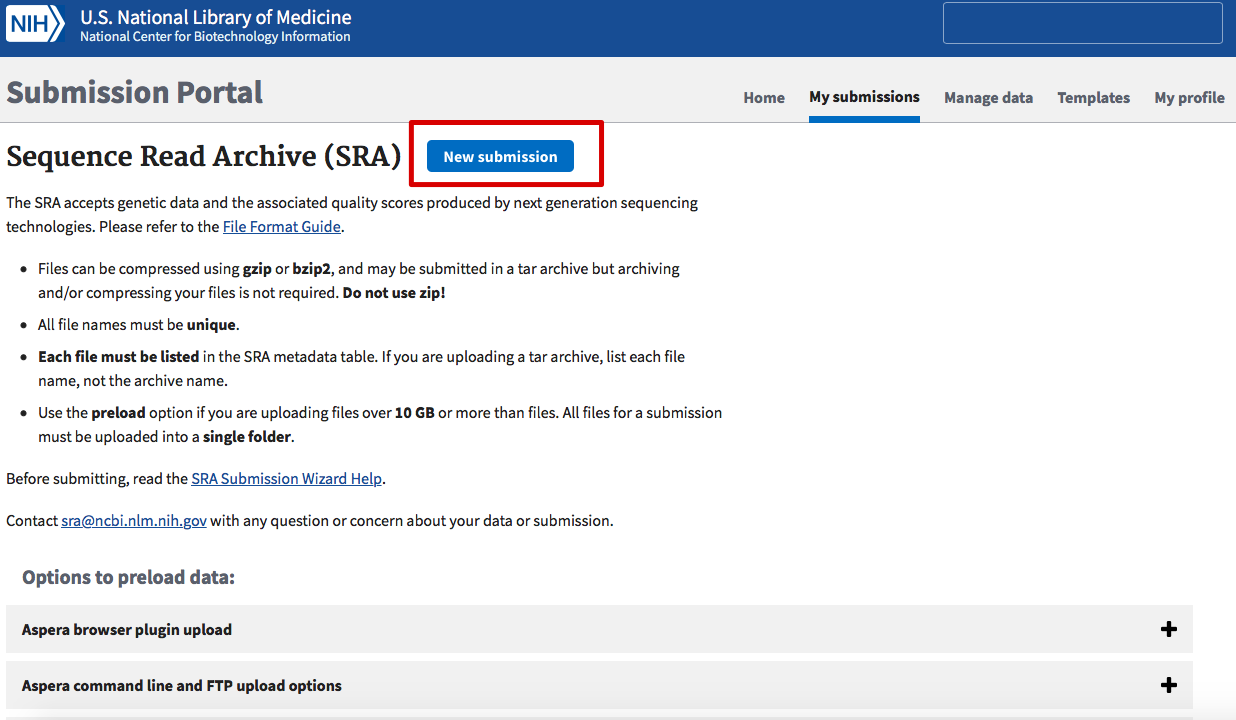 NIH
U.S. National Library of Medicine
National Center for Biotechnology Information
Submission Portal
Home
My submissions
Manage data
Templates
My profile
Sequence Read Archive (SRA)
New submission
The SRA accepts genetic data and the associated quality scores produced by next generation sequencing
technologies. Please refer to the File Format Guide.
Files can be compressed using gzip or bzip2, and may be submitted in a tar archive but archiving
and/or compressing your files is not required. Do not use zip!
All file names must be unique.
Each file must be listed in the SRA metadata table. If you are uploading a tar archive, list each file
name, not the archive name.
Use the preload option if you are uploading files over 10 GB or more than files. All files for a submission
must be uploaded into a single folder.
Before submitting, read the SRA Submission Wizard Help.
Contact sra@ncbi.nlm.nih.gov with any question or concern about your data or submission.
Options to preload data:
Aspera browser plugin upload
Aspera command line and FTP upload options